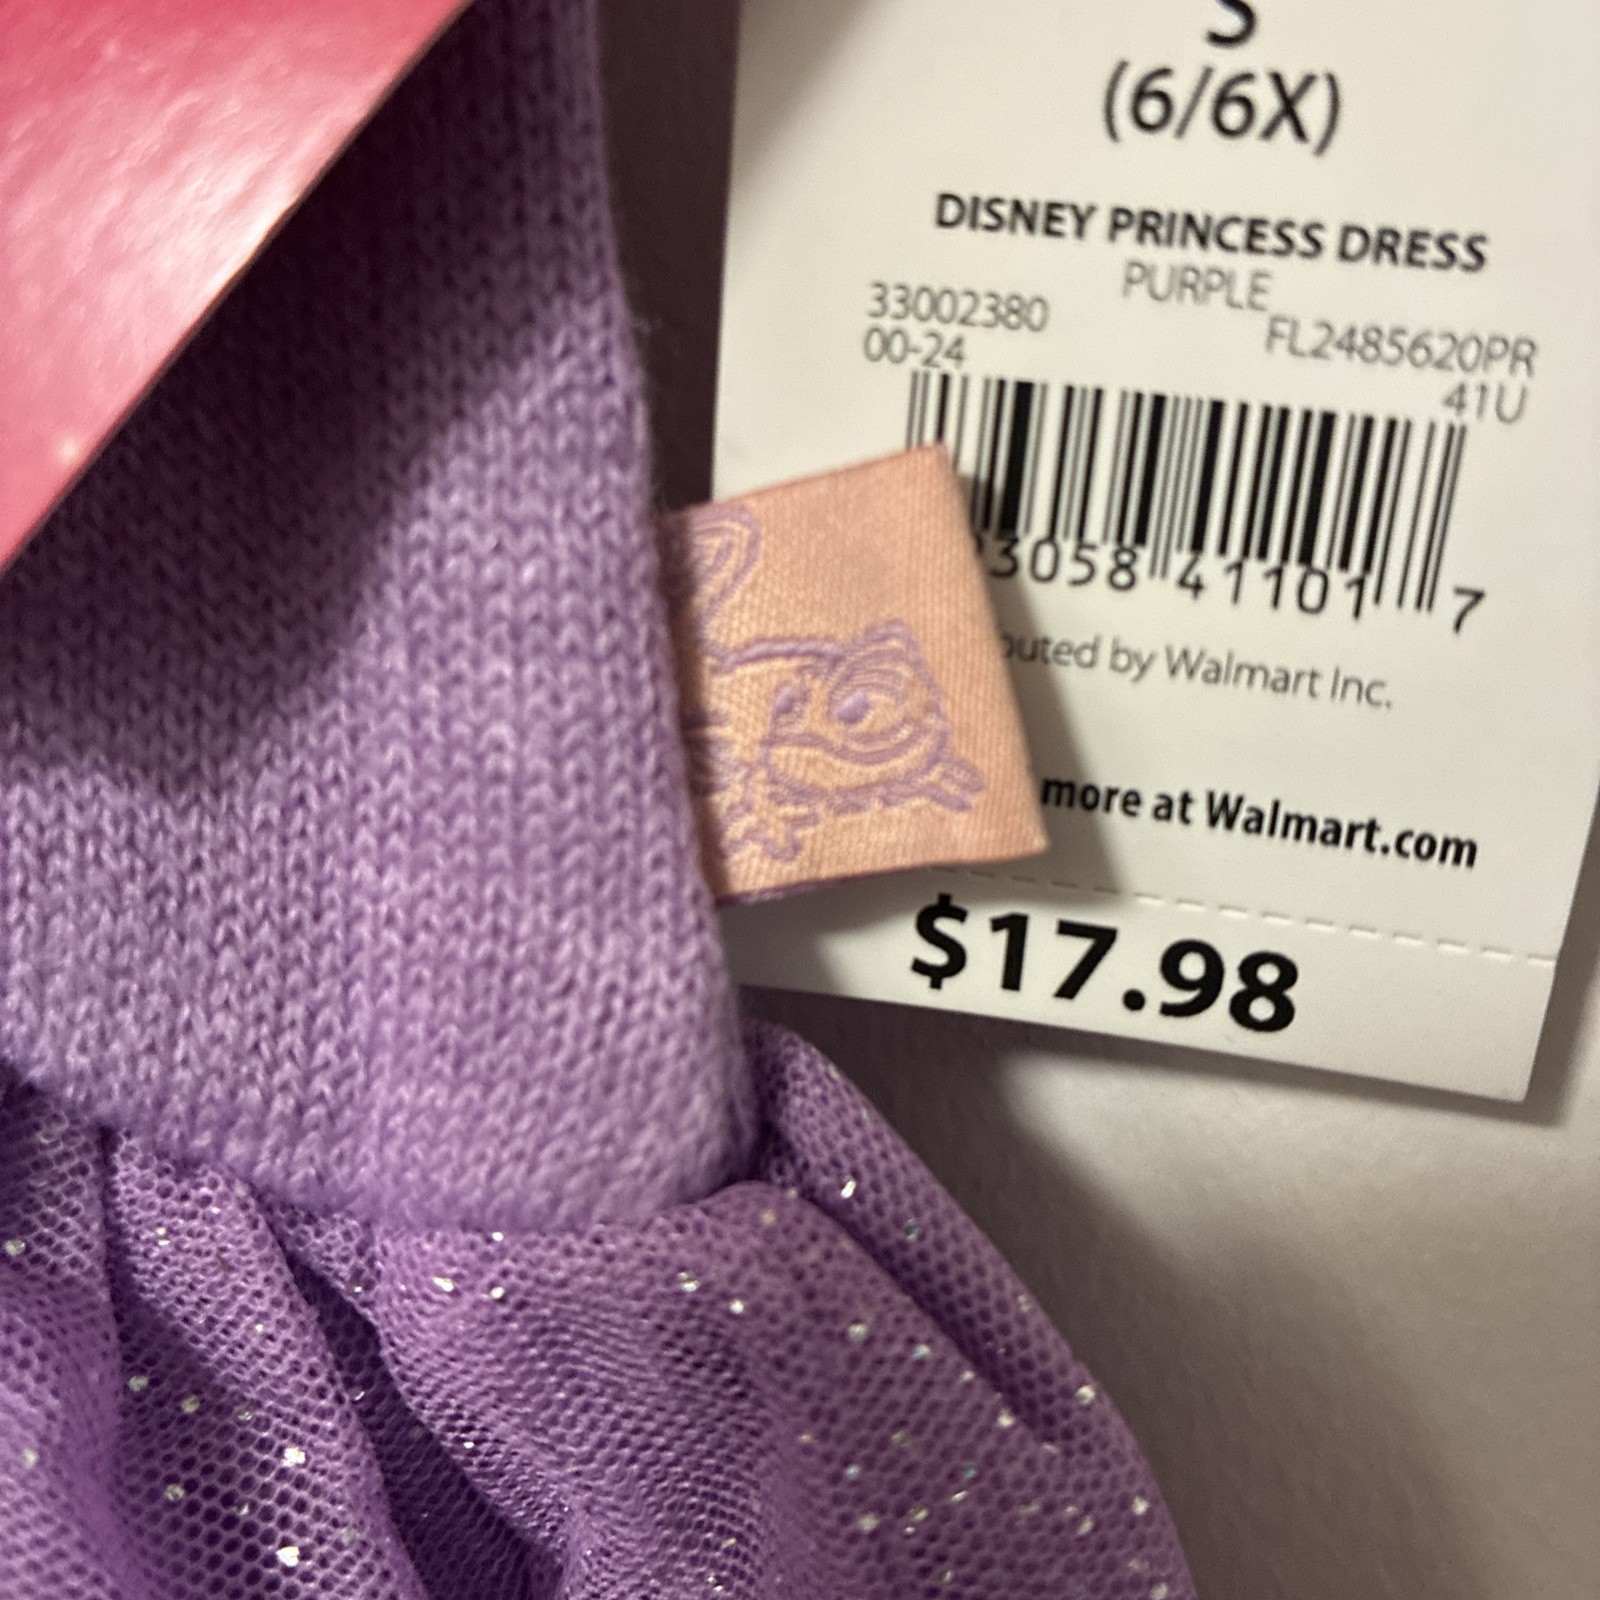 S
(6/6X)
DISNEY PRINCESS DRESS
PURPLE
33002380
FL2485620PR
00-24
41U
3058 41101 7
by Walmart Inc.
more at Walmart.com
$17.98